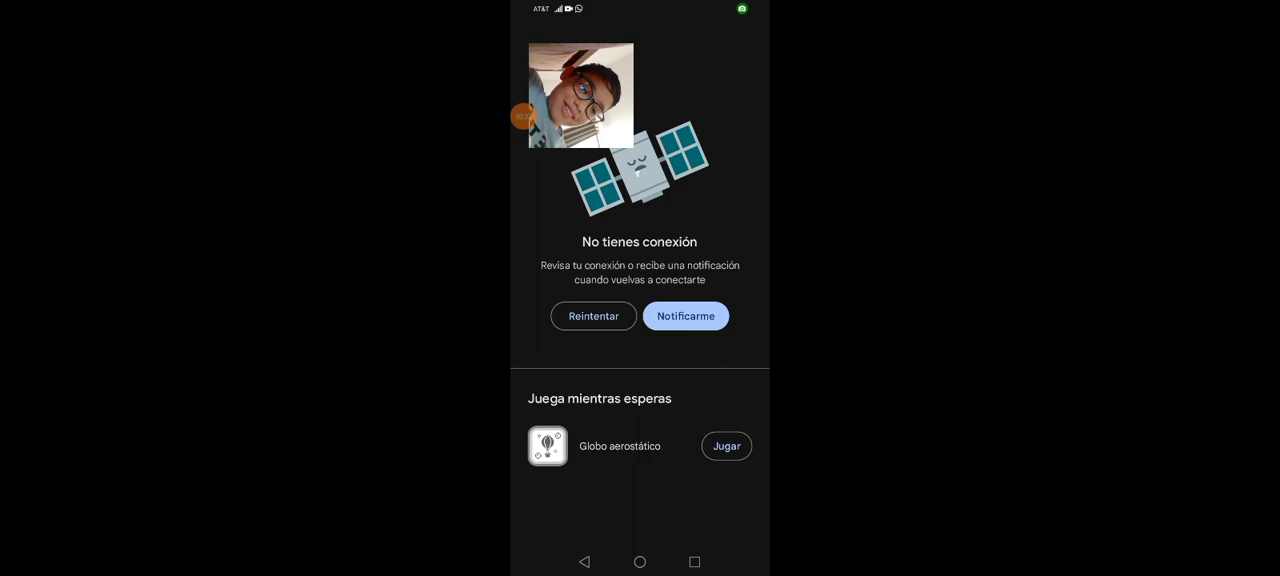 AT&T
No tienes conexión
Revisa tu conexión o recibe una notificación
cuando vuelvas a conectarte
Reintentar
Notificarme
Juega mientras esperas
Globo aerostático
Jugar